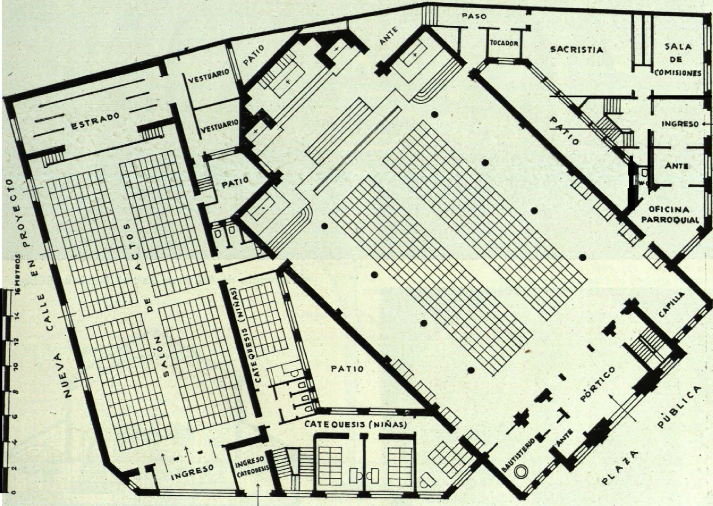 PASO
ANTE
TOCADOR
SACRISTIA
SALA
DE
COMISIONES
PATIO
VESTUARIO
ESTRADO
VESTUARIO
PATIO
INGRESO
ANTE
PATIO
W.C.
OFICINA
PARROQUIAL
NUEVA CALLE EN PROYECTO
SALON DE ACTOS
CATEQUESIS (NIÑAS)
CAPILLA
PATIO
PÓRTICO
PLAZA PÚBLICA
CATEQUESIS (NIÑAS)
BAUTISTERIO
ANTE
INGRESO
INGRESO
CATEQUESIS
0 2 4 6 8 10 12 14 16 METROS